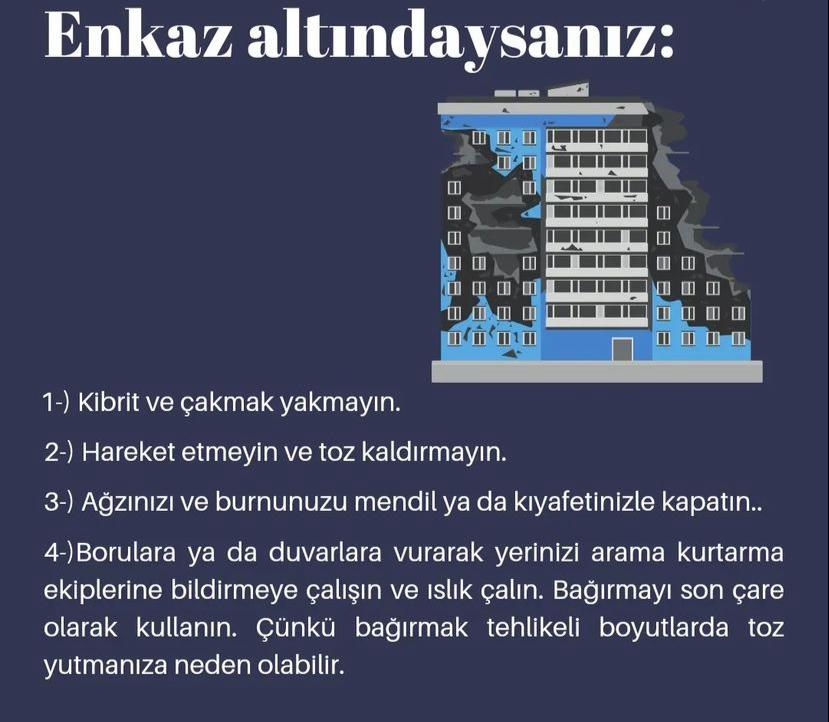 Enkaz altındaysanız:
1-) Kibrit ve çakmak yakmayın.
2-) Hareket etmeyin ve toz kaldırmayın.
3-) Ağzınızı ve burnunuzu mendil ya da kıyafetinizle kapatın..
4-)Borulara ya da duvarlara vurarak yerinizi arama kurtarma
ekiplerine bildirmeye çalışın ve ıslık çalın. Bağırmayı son çare
olarak kullanın. Çünkü bağırmak tehlikeli boyutlarda toz
yutmanıza neden olabilir.